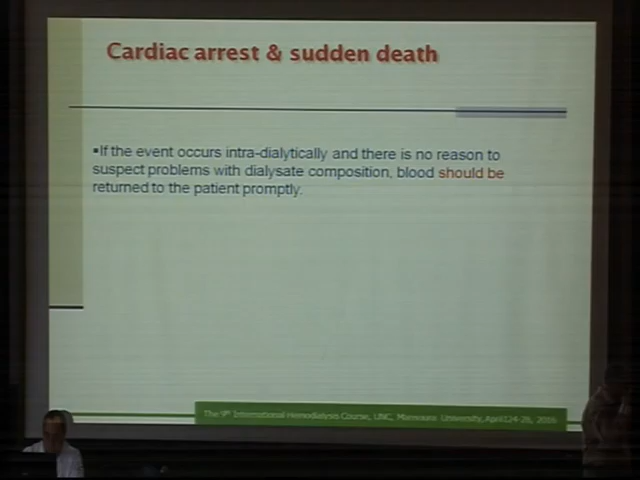 Cardiac arrest & sudden death
▪If the event occurs intra-dialytically and there is no reason to
suspect problems with dialysate composition, blood should be
returned to the patient promptly.
The 9th International Hemodialysis Course, UNC, Mansoura University, April 24-28, 2016